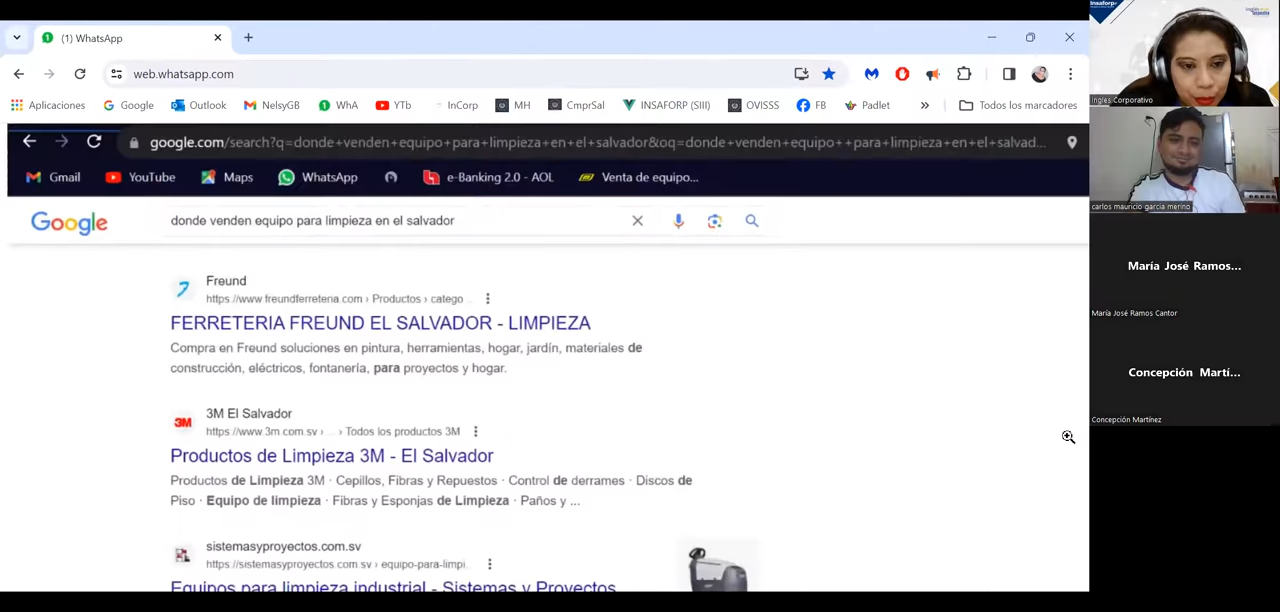 (1) WhatsApp
web.whatsapp.com
Aplicaciones Google Outlook NelsyGB WhA YTb InCorp MH CmprSal INSAFORP (SIII) OVISSS FB Padlet » Todos los marcadores
google.com/search?q=donde+venden+equipo+para+limpieza+en+el+salvador&oq=donde+venden+equipo++para+limpieza+en+el+salvad...
Gmail YouTube Maps WhatsApp e-Banking 2.0 - AOL Venta de equipo...
Google donde venden equipo para limpieza en el salvador
Freund
https://www.freundferreteria.com › Productos › catego...
FERRETERIA FREUND EL SALVADOR - LIMPIEZA
Compra en Freund soluciones en pintura, herramientas, hogar, jardín, materiales de
construcción, eléctricos, fontanería, para proyectos y hogar.
3M
3M El Salvador
https://www.3m.com.sv › ... › Todos los productos 3M
Productos de Limpieza 3M - El Salvador
Productos de Limpieza 3M · Cepillos, Fibras y Repuestos · Control de derrames · Discos de
Piso · Equipo de limpieza · Fibras y Esponjas de Limpieza · Paños y ...
sistemasyproyectos.com.sv
https://sistemasyproyectos.com.sv › equipo-para-limpi...
Equipos para limpieza industrial - Sistemas y Proyectos
Insaforp
Ingles Corporativo
carlos mauricio garcia merino
María José Ramos...
María José Ramos Cantor
Concepción Martí...
Concepción Martínez